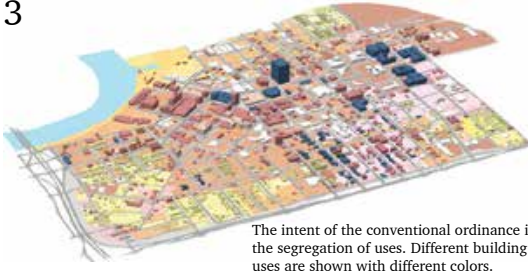 3
The intent of the conventional ordinance i
the segregation of uses. Different building
uses are shown with different colors.